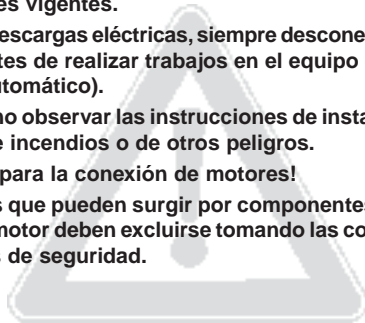 es vigentes.
escargas eléctricas, siempre descone
tes de realizar trabajos en el equipo
utomático).
no observar las instrucciones de insta
e incendios o de otros peligros.
para la conexión de motores!
s que pueden surgir por componentes
motor deben excluirse tomando las co
s de seguridad.